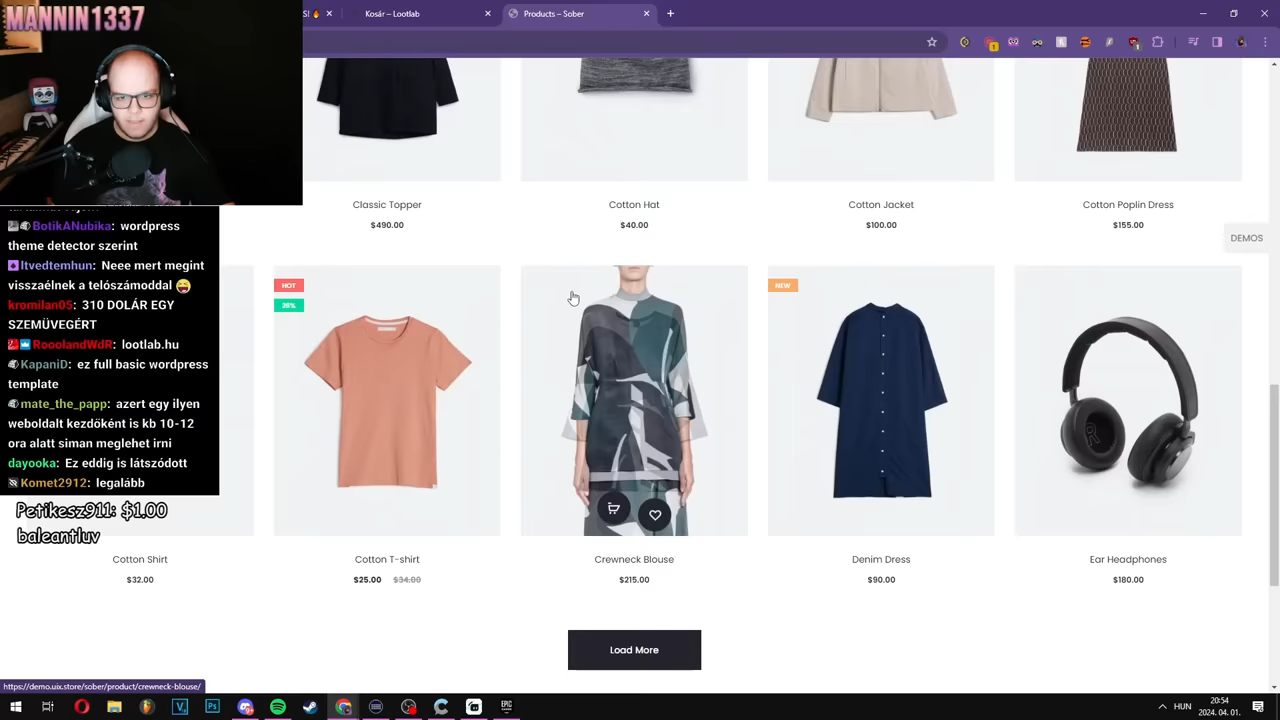 MANNIN1337
S!
Kosár – Lootlab
Products – Sober
Classic Topper
$490.00
Cotton Hat
$40.00
Cotton Jacket
$100.00
Cotton Poplin Dress
$155.00
DEMOS
BotikANubika: wordpress
theme detector szerint
ltvedtemhun: Neee mert megint
visszaélnek a telószámoddal
kromilan05: 310 DOLÁR EGY
SZEMÜVEGÉRT
RooolandWdR: lootlab.hu
KapaniD: ez full basic wordpress
template
mate_the_papp: azert egy ilyen
weboldalt kezdőként is kb 10-12
ora alatt siman meglehet irni
dayooka: Ez eddig is látszódott
Komet2912: legalább
Petikesz911: $1.00
baleantluv
HOT
26%
NEW
Cotton Shirt
$32.00
Cotton T-shirt
$25.00 $34.00
Crewneck Blouse
$215.00
Denim Dress
$90.00
Ear Headphones
$180.00
Load More
https://demo.uix.store/sober/product/crewneck-blouse/
HUN
20:54
2024. 04. 01.